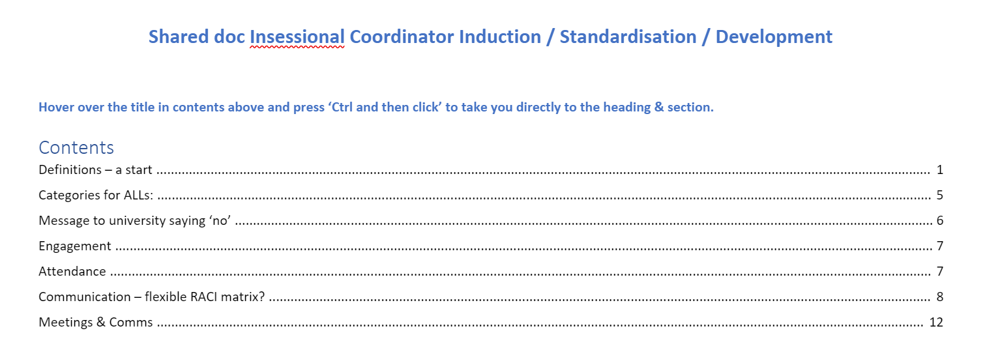 Shared doc Insessional Coordinator Induction / Standardisation / Development
Hover over the title in contents above and press ‘Ctrl and then click’ to take you directly to the heading & section.
Contents
Definitions – a start ........ 1
Categories for ALLs: ........ 5
Message to university saying ‘no’ ........ 6
Engagement ........ 7
Attendance ........ 7
Communication – flexible RACI matrix? ........ 8
Meetings & Comms ........ 12